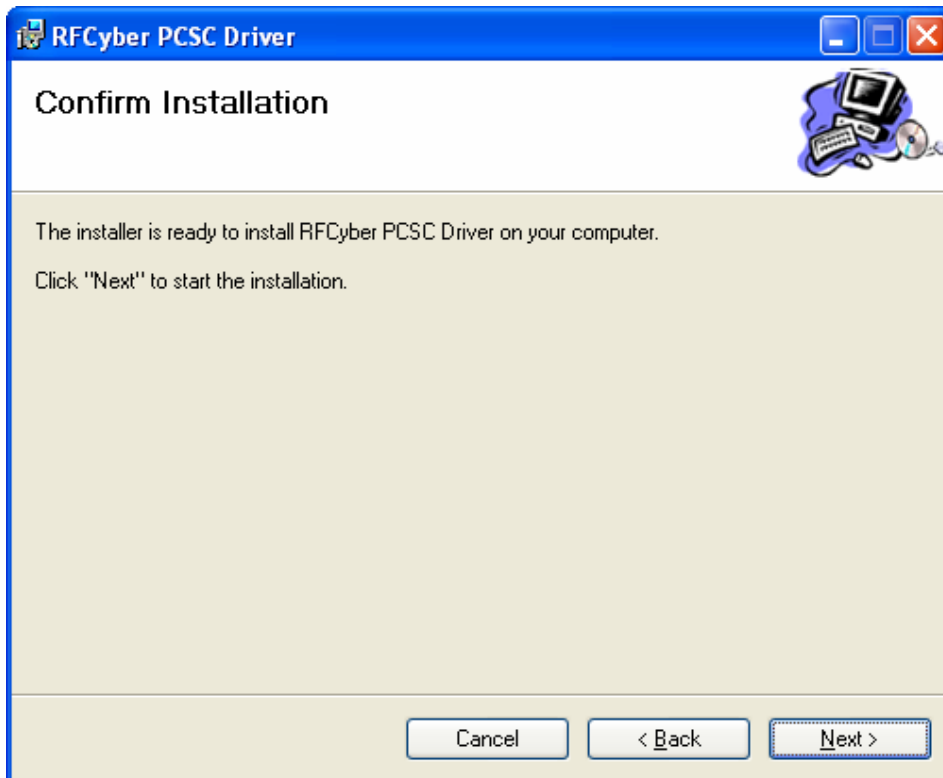 RFCyber PCSC Driver
Confirm Installation
The installer is ready to install RFCyber PCSC Driver on your computer.
Click "Next" to start the installation.
Cancel
< Back
Next >